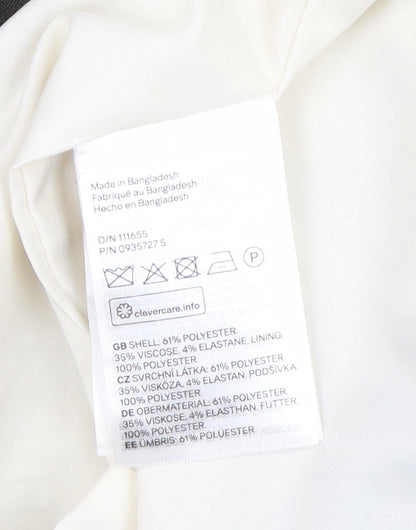 Made in Bangladesh
Fabriqué au Bangladesh
Hecho en Bangladesh
O/N 111655
P/N 0935727.5
P
clevercare.info
GB SHELL: 61% POLYESTER.
35% VISCOSE. 4% ELASTANE. LINING.
100% POLYESTER.
CZ SVRCHNÍ LÁTKA: 61% POLYESTER.
35% VISKÓZA. 4% ELASTAN. PODŠÍVKA:
100% POLYESTER.
DE OBERMATERIAL: 61% POLYESTER.
35% VISKOSE. 4% ELASTHAN. FUTTER:
100% POLYESTER
EE ÜMBRIS: 61% POLÜESTER.